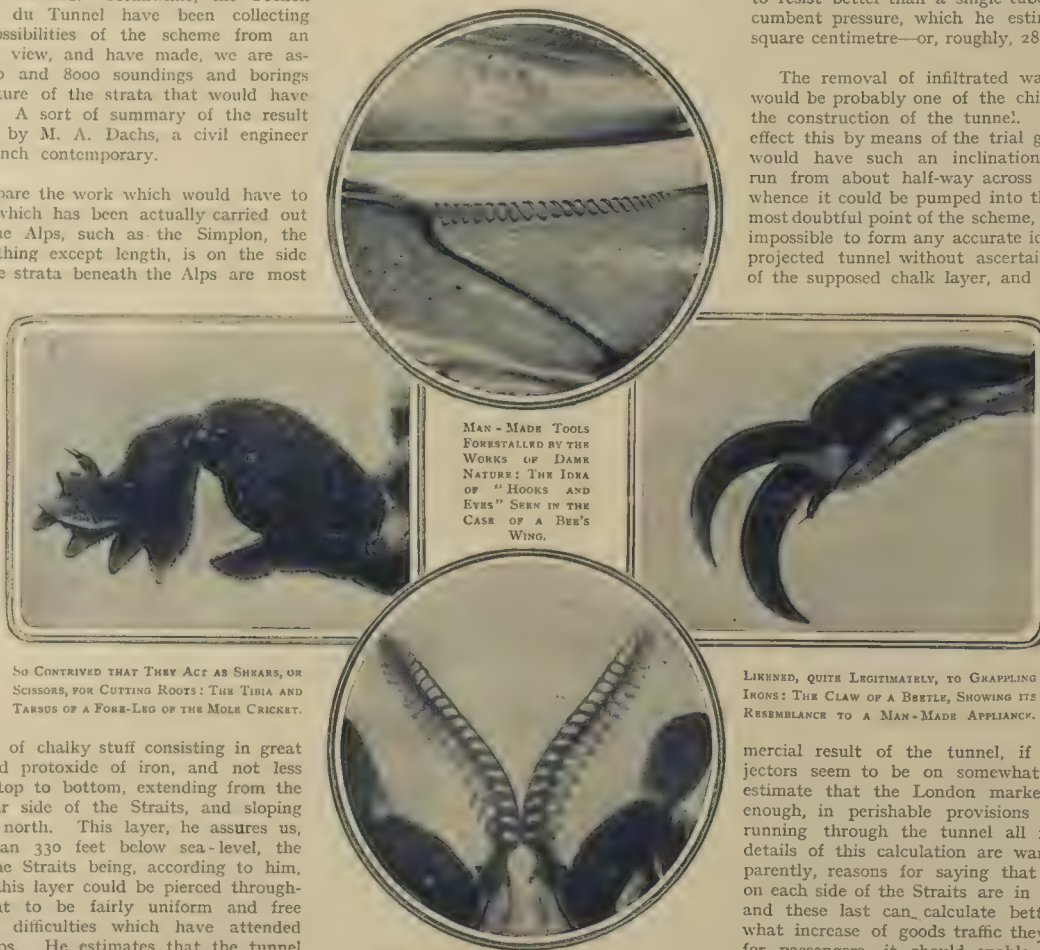 du Tunnel have been collecting
ossibilities of the scheme from an
view, and have made, we are as-
and 8000 soundings and borings
ture of the strata that would have
A sort of summary of the result
by M. A. Dachs, a civil engineer
nch contemporary.
pare the work which would have to
which has been actually carried out
he Alps, such as the Simplon, the
thing except length, is on the side
e strata beneath the Alps are most
cumbent pressure, which he estim
square centimetre—or, roughly, 28
The removal of infiltrated wa
would be probably one of the chi
the construction of the tunnel.
effect this by means of the trial g
would have such an inclination
run from about half-way across
whence it could be pumped into th
most doubtful point of the scheme,
impossible to form any accurate id
projected tunnel without ascertai
of the supposed chalk layer, and
MAN-MADE TOOLS
FORESTALLED BY THE
WORKS OF DAME
NATURE: THE IDEA
OF "HOOKS AND
EYES" SEEN IN THE
CASE OF A BEE'S
WING.
SO CONTRIVED THAT THEY ACT AS SHEARS, OR
SCISSORS, FOR CUTTING ROOTS: THE TIBIA AND
TARSUS OF A FORE-LEG OF THE MOLE CRICKET.
LIKENED, QUITE LEGITIMATELY, TO GRAPPLING
IRONS: THE CLAW OF A BEETLE, SHOWING ITS
RESEMBLANCE TO A MAN-MADE APPLIANCE.
of chalky stuff consisting in great
d protoxide of iron, and not less
top to bottom, extending from the
r side of the Straits, and sloping
north. This layer, he assures us,
an 330 feet below sea-level, the
he Straits being, according to him,
his layer could be pierced through-
t to be fairly uniform and free
difficulties which have attended
ps. He estimates that the tunnel
mercial result of the tunnel, if
jectors seem to be on somewhat
estimate that the London marke
enough, in perishable provisions
running through the tunnel all
details of this calculation are wan
parently, reasons for saying that
on each side of the Straits are in
and these last can calculate bett
what increase of goods traffic they